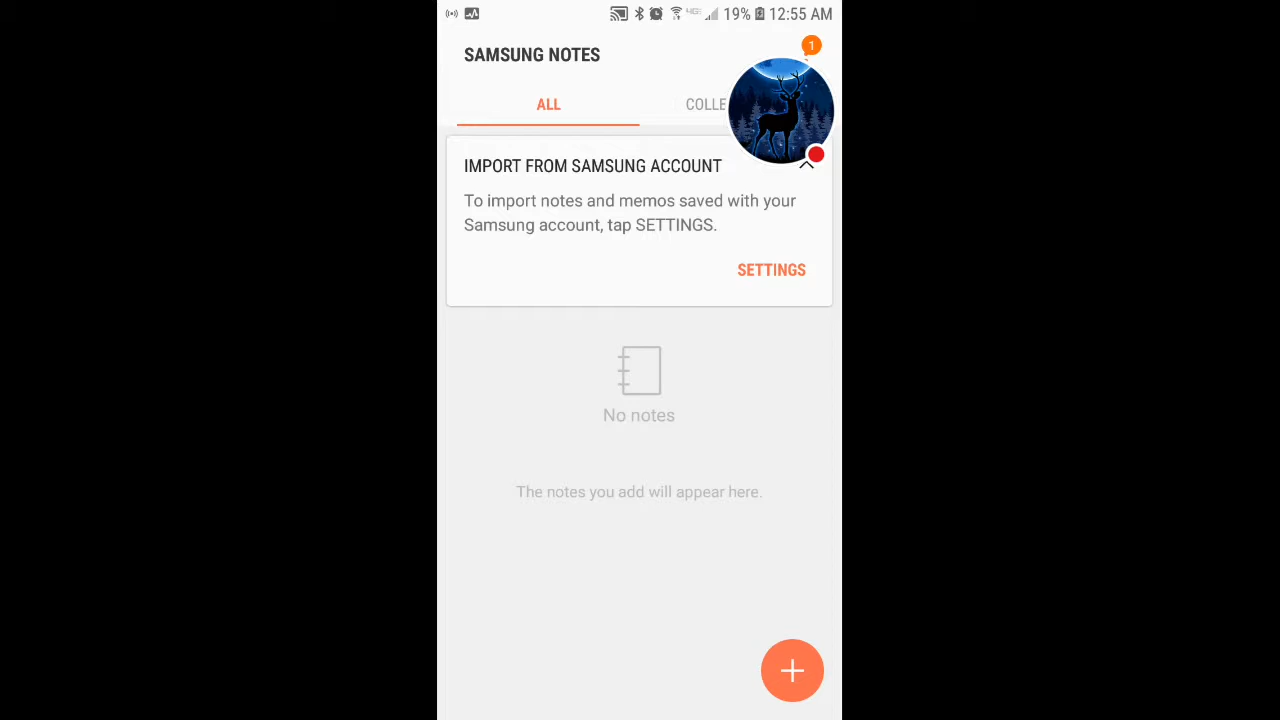 19% 12:55 AM
1
SAMSUNG NOTES
ALL
COLLE
IMPORT FROM SAMSUNG ACCOUNT
To import notes and memos saved with your
Samsung account, tap SETTINGS.
SETTINGS
No notes
The notes you add will appear here.